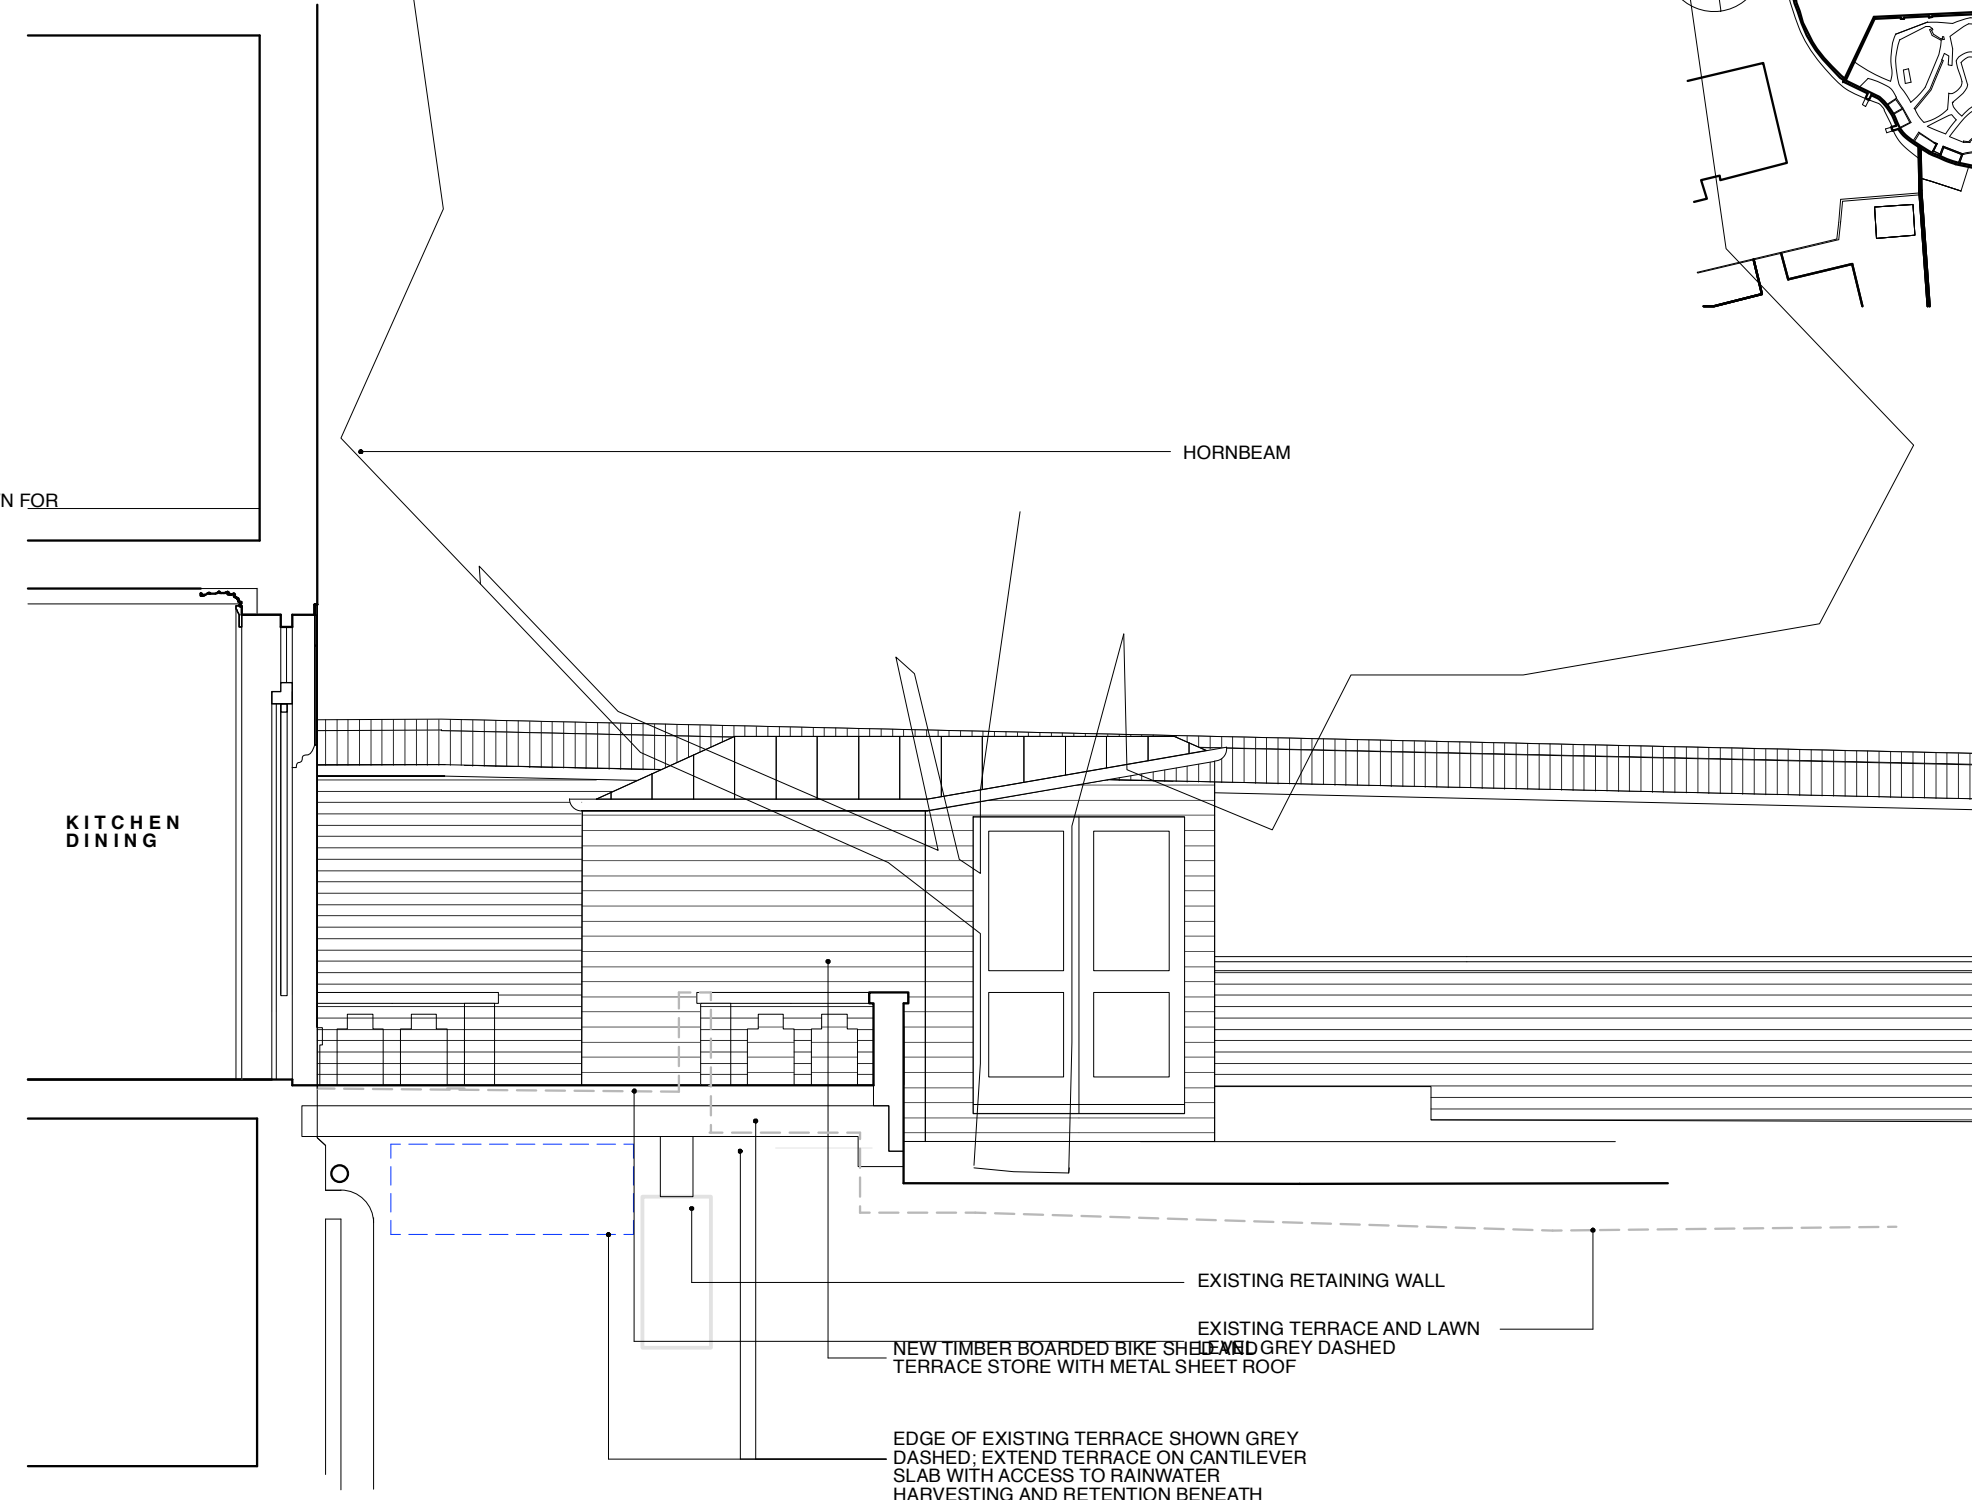 HORNBEAM
N FOR
KITCHEN
DINING
EXISTING RETAINING WALL
EXISTING TERRACE AND LAWN
LEVEL GREY DASHED
NEW TIMBER BOARDED BIKE SHED AND
TERRACE STORE WITH METAL SHEET ROOF
EDGE OF EXISTING TERRACE SHOWN GREY
DASHED; EXTEND TERRACE ON CANTILEVER
SLAB WITH ACCESS TO RAINWATER
HARVESTING AND RETENTION BENEATH